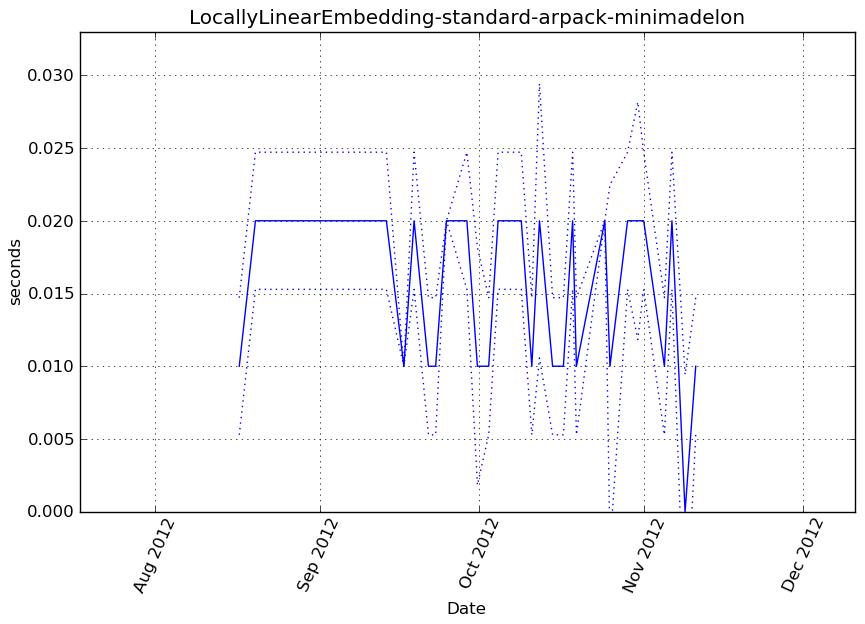 LocallyLinearEmbedding-standard-arpack-minimadelon
0.030
0.025
0.020
0.015
0.010
0.005
0.000
seconds
Aug 2012
Sep 2012
Oct 2012
Nov 2012
Dec 2012
Date